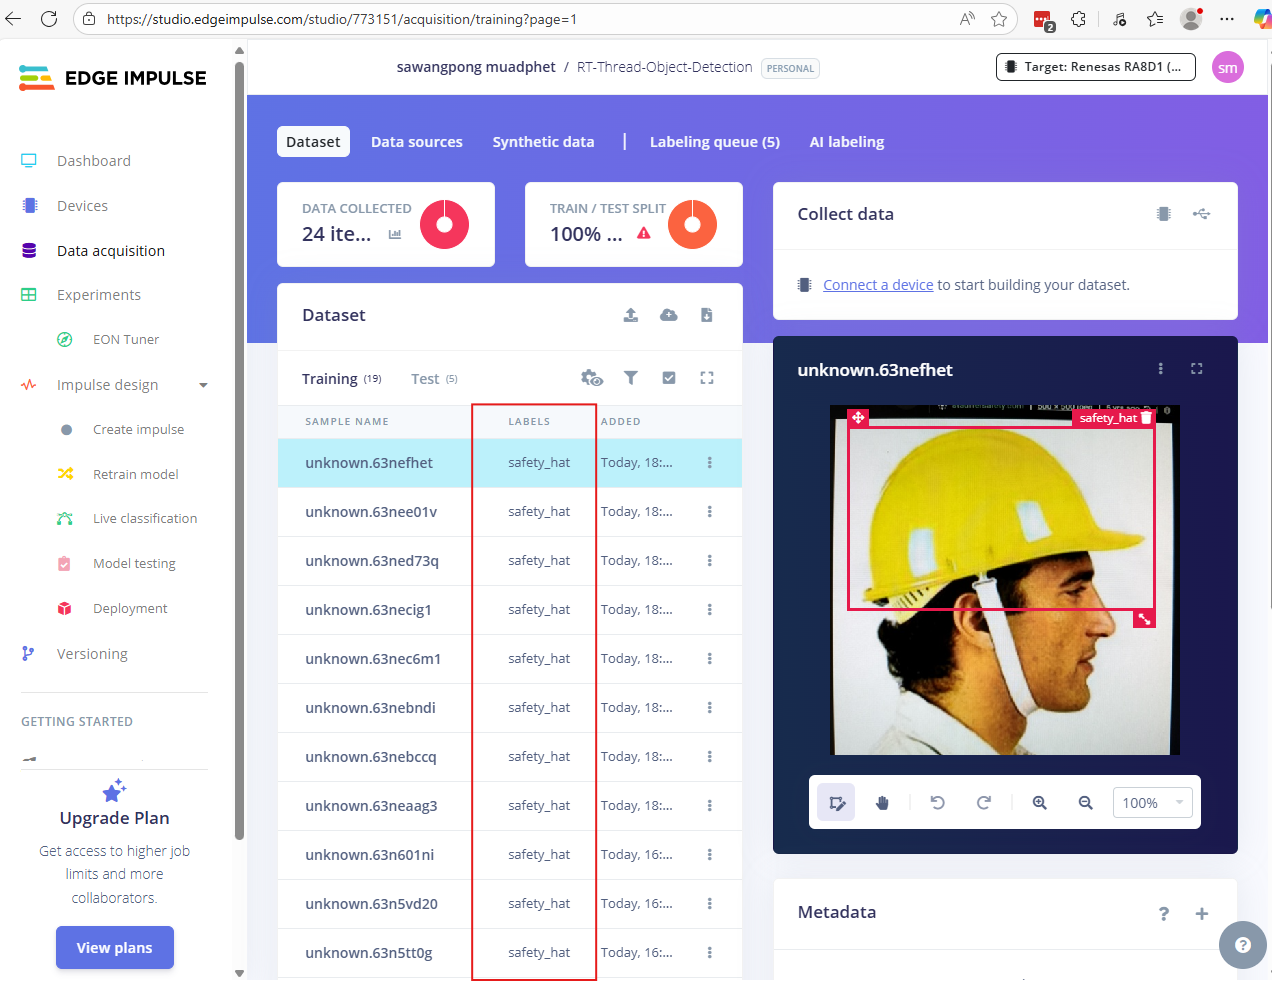 https://studio.edgeimpulse.com/studio/773151/acquisition/training?page=1
2
EDGE IMPULSE
sawangpong muadphet / RT-Thread-Object-Detection PERSONAL
Target: Renesas RA8D1 (...
sm
Dashboard
Devices
Data acquisition
Experiments
EON Tuner
Impulse design
Create impulse
Retrain model
Live classification
Model testing
Deployment
Versioning
GETTING STARTED
Upgrade Plan
Get access to higher job
limits and more
collaborators.
View plans
Dataset
Data sources
Synthetic data
|
Labeling queue (5)
AI labeling
DATA COLLECTED
24 ite...
TRAIN / TEST SPLIT
100% ...
Dataset
Training (19)
Test (5)
SAMPLE NAME LABELS ADDED
unknown.63nefhet safety_hat Today, 18:...
unknown.63nee01v safety_hat Today, 18:...
unknown.63ned73q safety_hat Today, 18:...
unknown.63necig1 safety_hat Today, 18:...
unknown.63nec6m1 safety_hat Today, 18:...
unknown.63nebndi safety_hat Today, 18:...
unknown.63nebccq safety_hat Today, 18:...
unknown.63neaag3 safety_hat Today, 18:...
unknown.63n601ni safety_hat Today, 16:...
unknown.63n5vd20 safety_hat Today, 16:...
unknown.63n5tt0g safety_hat Today, 16:...
Collect data
Connect a device to start building your dataset.
unknown.63nefhet
safety_hat
100%
Metadata
?
+
?